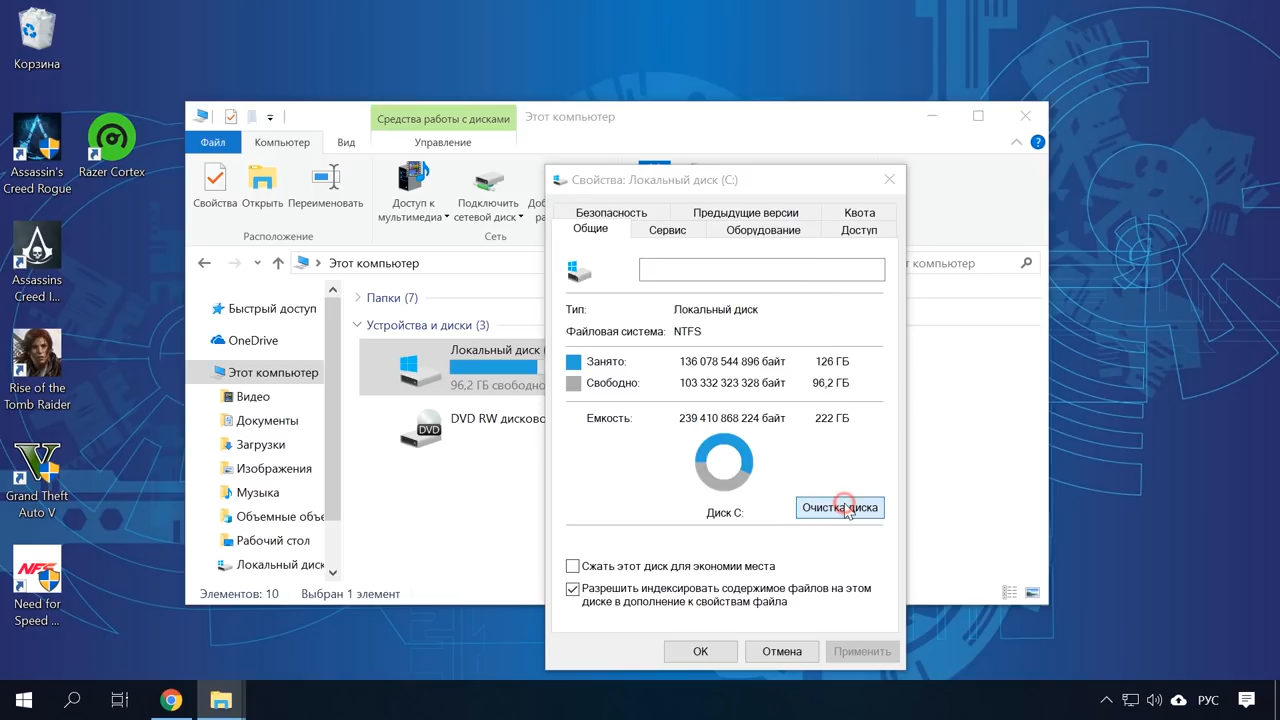 Корзина
Assassin's
Creed Rogue
Razer Cortex
Assassins
Creed I...
Rise of the
Tomb Raider
Grand Theft
Auto V
NFS
Need for
Speed ...
Средства работы с дисками
Этот компьютер
Файл
Компьютер
Вид
Управление
Свойства
Открыть
Переименовать
Доступ к
мультимедиа
Подключить
сетевой диск
Расположение
Сеть
Этот компьютер
Быстрый доступ
OneDrive
Этот компьютер
Видео
Документы
Загрузки
Изображения
Музыка
Объемные объе
Рабочий стол
Локальный диск
Папки (7)
Устройства и диски (3)
Локальный диск (
96,2 ГБ свободно
DVD
DVD RW дисково
компьютер
Элементов: 10
Выбран 1 элемент
Свойства: Локальный диск (C:)
Безопасность
Предыдущие версии
Квота
Общие
Сервис
Оборудование
Доступ
Тип:
Локальный диск
Файловая система:
NTFS
Занято:
136 078 544 896 байт
126 ГБ
Свободно:
103 332 323 328 байт
96,2 ГБ
Емкость:
239 410 868 224 байт
222 ГБ
Диск C:
Очистка диска
Сжать этот диск для экономии места
Разрешить индексировать содержимое файлов на этом
диске в дополнение к свойствам файла
OK
Отмена
Применить
РУС